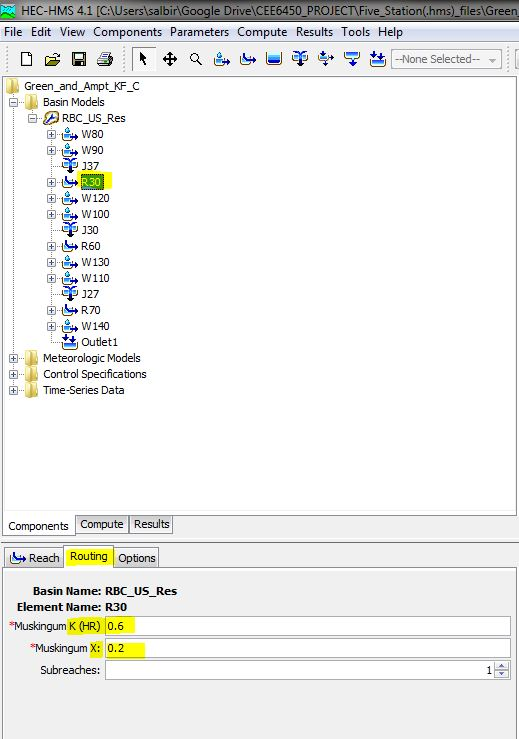 HEC-HMS 4.1 [C:\Users\salbir\Google Drive\CEE6450_PROJECT\Five_Station(.hms)_files\Green_
File Edit View Components Parameters Compute Results Tools Help
--None Selected--
Green_and_Ampt_KF_C
Basin Models
RBC_US_Res
W80
W90
J37
R30
W120
W100
J30
R60
W130
W110
J27
R70
W140
Outlet1
Meteorologic Models
Control Specifications
Time-Series Data
Components Compute Results
Reach Routing Options
Basin Name: RBC_US_Res
Element Name: R30
*Muskingum K (HR) 0.6
*Muskingum X: 0.2
Subreaches: 1